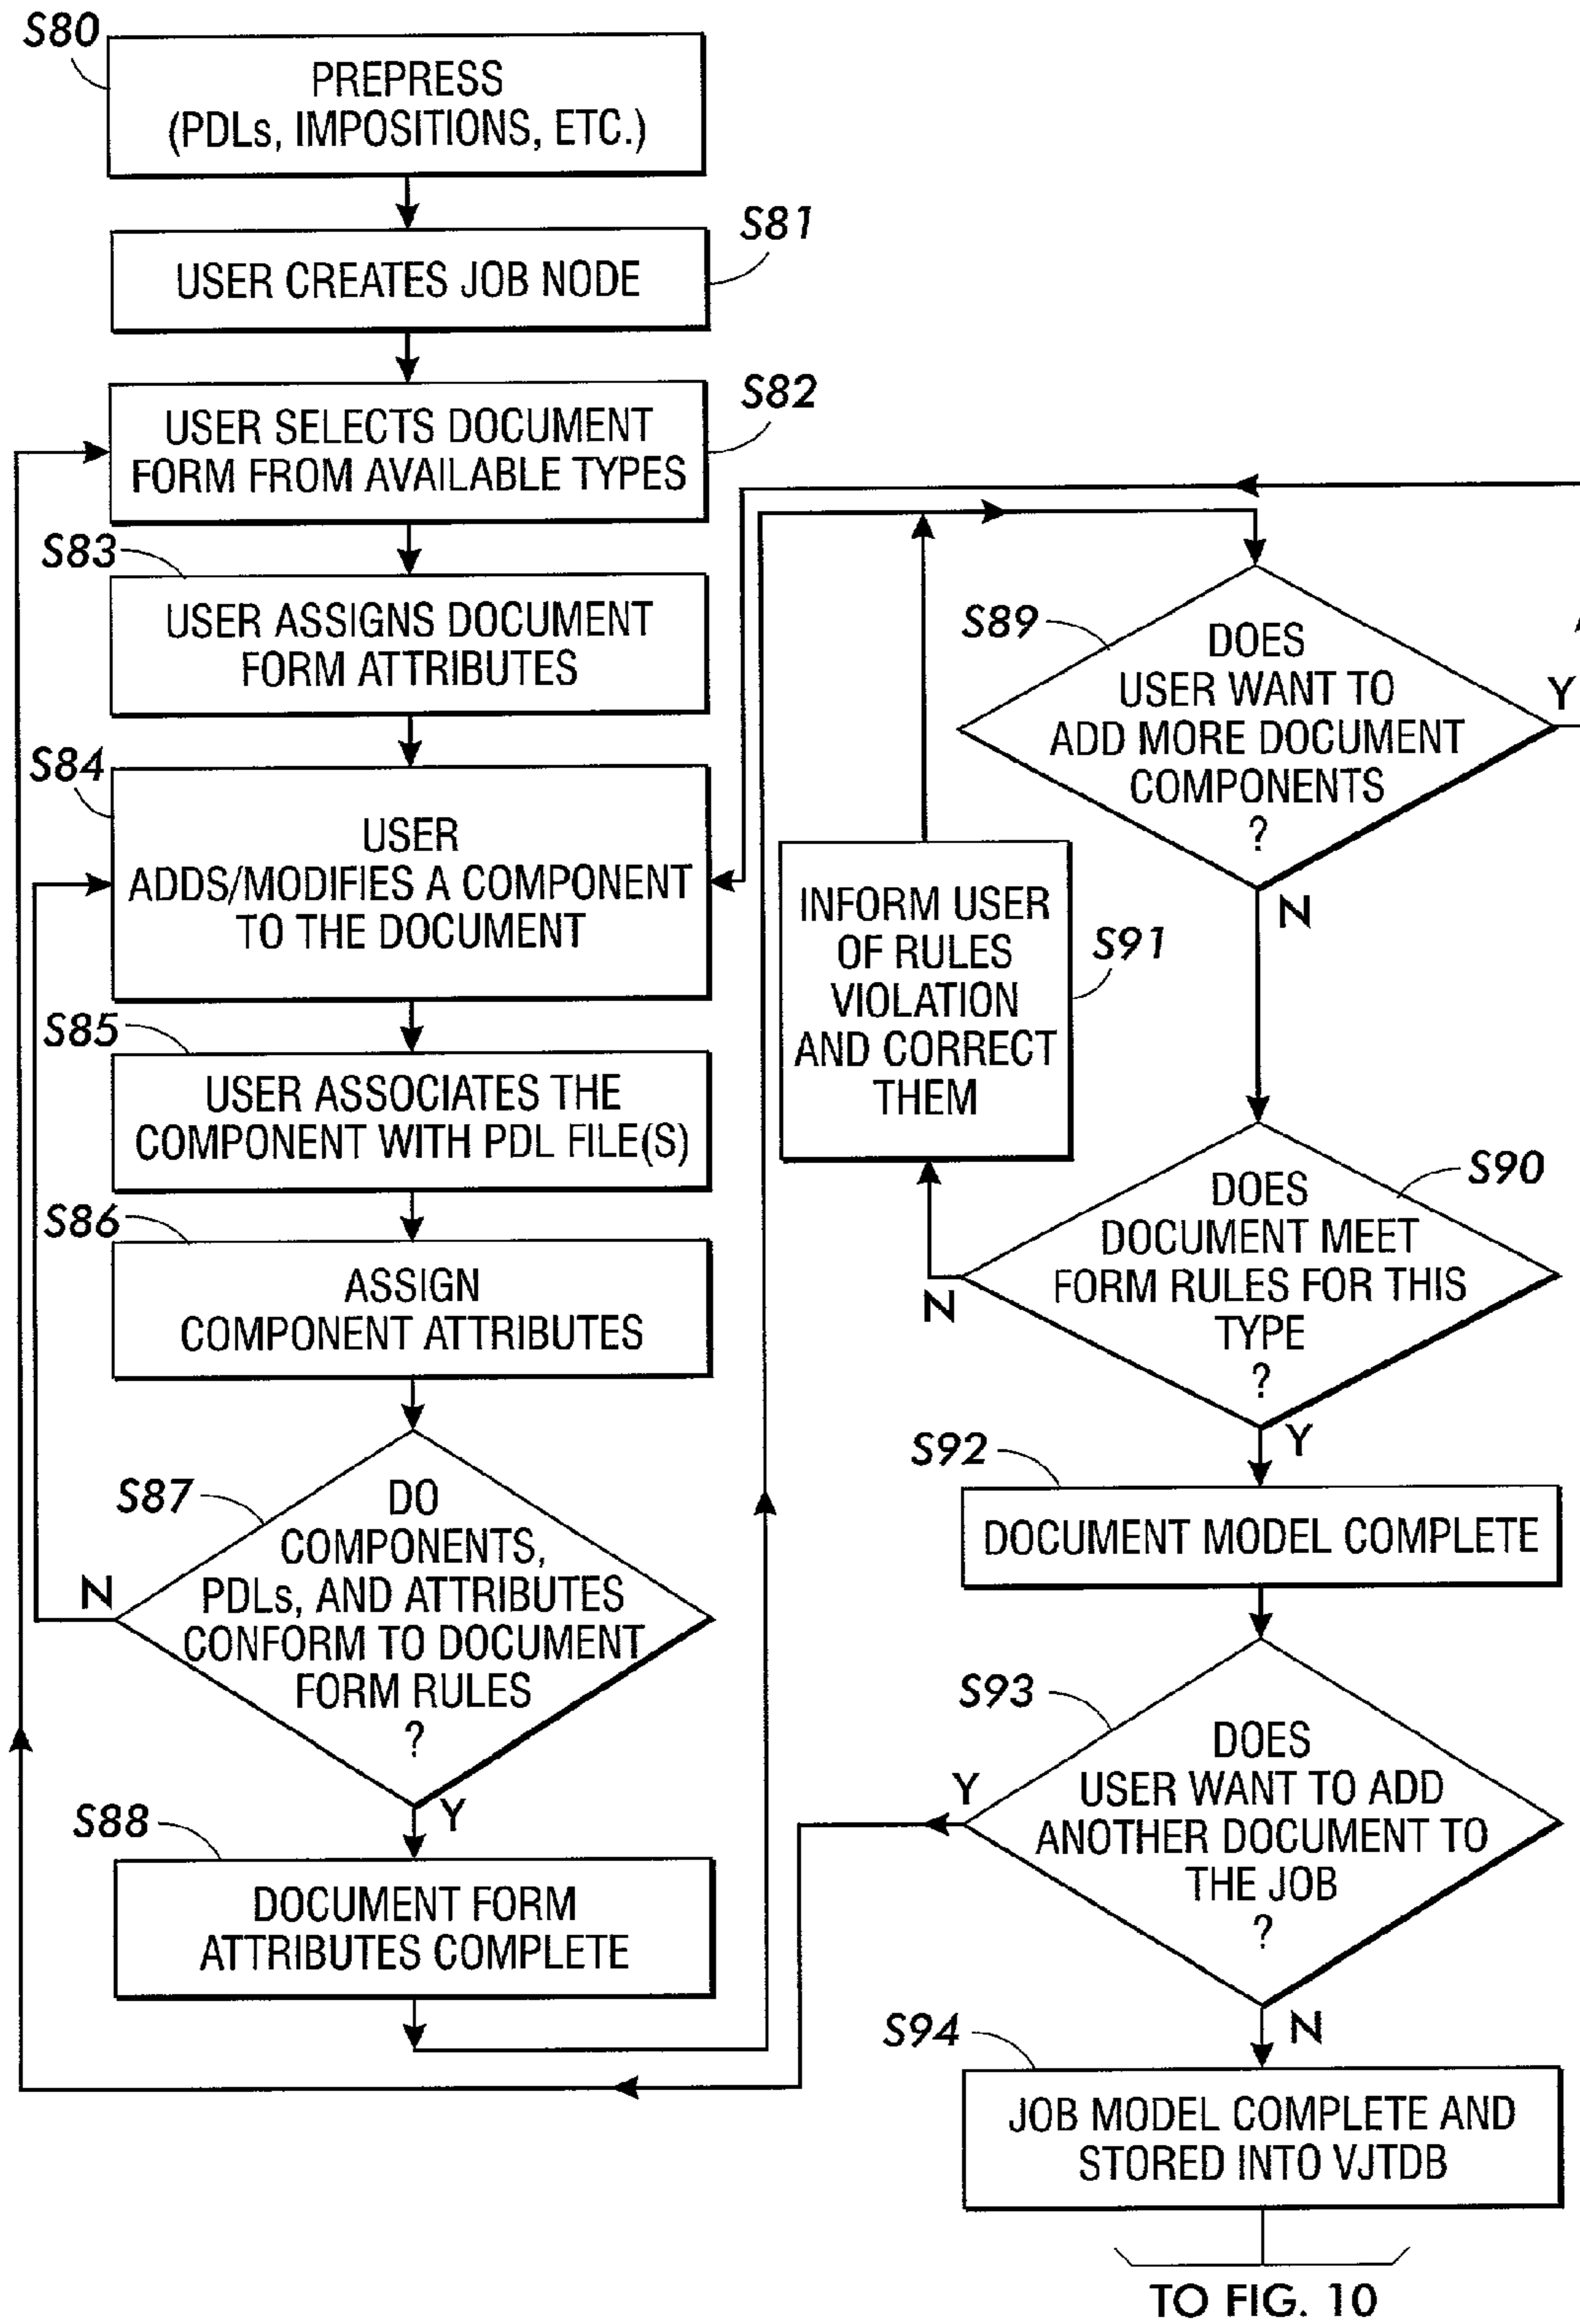 S80
PREPRESS
(PDLs, IMPOSITIONS, ETC.)
S81
USER CREATES JOB NODE
S82
USER SELECTS DOCUMENT
FORM FROM AVAILABLE TYPES
S83
USER ASSIGNS DOCUMENT
FORM ATTRIBUTES
S84
USER
ADDS/MODIFIES A COMPONENT
TO THE DOCUMENT
S85
USER ASSOCIATES THE
COMPONENT WITH PDL FILE(S)
S86
ASSIGN
COMPONENT ATTRIBUTES
S87
DO
COMPONENTS,
PDLs, AND ATTRIBUTES
CONFORM TO DOCUMENT
FORM RULES
?
N
Y
S88
DOCUMENT FORM
ATTRIBUTES COMPLETE
S89
DOES
USER WANT TO
ADD MORE DOCUMENT
COMPONENTS
?
Y
N
INFORM USER
OF RULES
VIOLATION
AND CORRECT
THEM
S91
S90
DOES
DOCUMENT MEET
FORM RULES FOR THIS
TYPE
?
N
Y
S92
DOCUMENT MODEL COMPLETE
S93
DOES
USER WANT TO ADD
ANOTHER DOCUMENT TO
THE JOB
?
Y
N
S94
JOB MODEL COMPLETE AND
STORED INTO VJTDB
TO FIG. 10